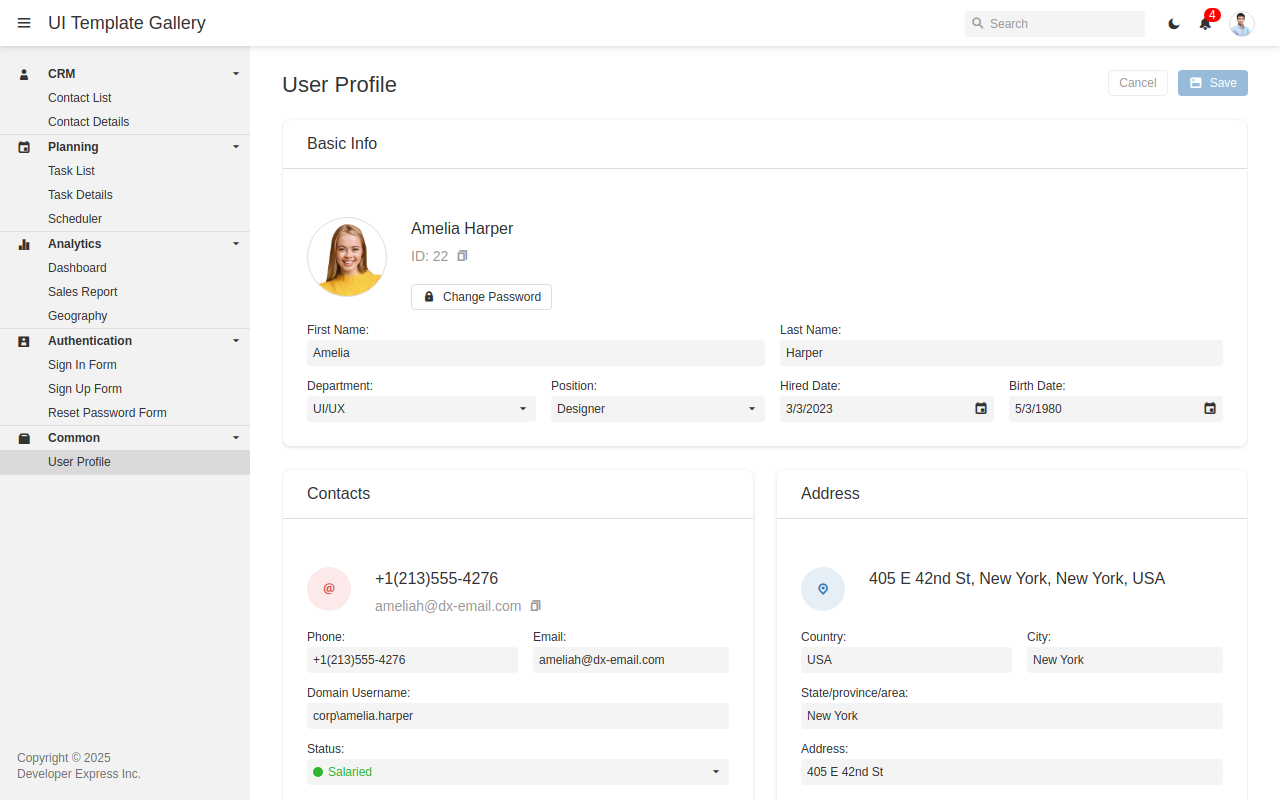 UI Template Gallery
Search
4
CRM
Contact List
Contact Details
Planning
Task List
Task Details
Scheduler
Analytics
Dashboard
Sales Report
Geography
Authentication
Sign In Form
Sign Up Form
Reset Password Form
Common
User Profile
Copyright © 2025
Developer Express Inc.
User Profile
Cancel
Save
Basic Info
Amelia Harper
ID: 22
Change Password
First Name:
Amelia
Last Name:
Harper
Department:
UI/UX
Position:
Designer
Hired Date:
3/3/2023
Birth Date:
5/3/1980
Contacts
@
+1(213)555-4276
ameliah@dx-email.com
Phone:
+1(213)555-4276
Email:
ameliah@dx-email.com
Domain Username:
corp\amelia.harper
Status:
Salaried
Address
405 E 42nd St, New York, New York, USA
Country:
USA
City:
New York
State/province/area:
New York
Address:
405 E 42nd St